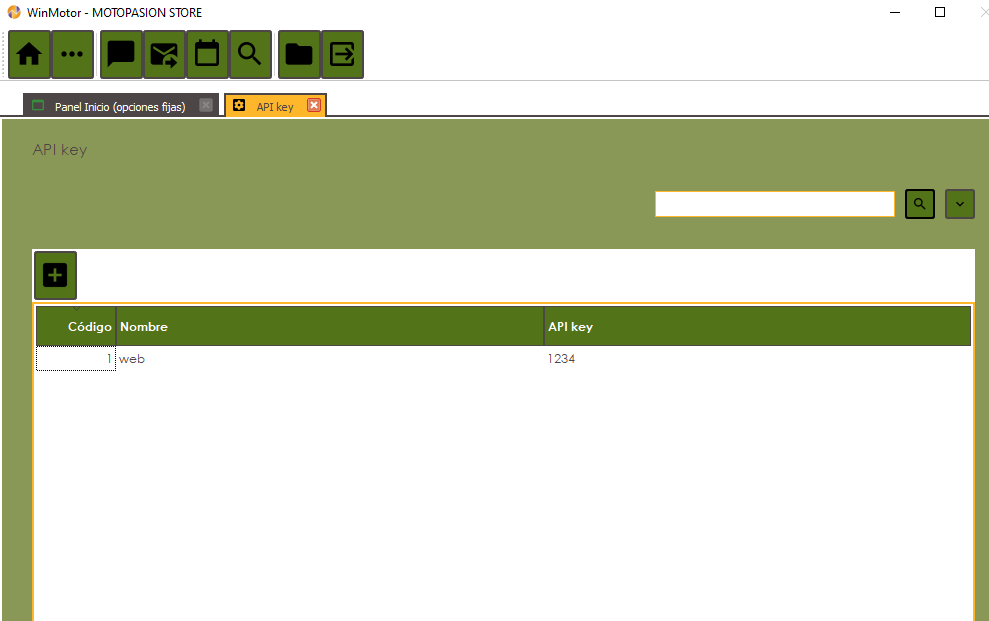 WinMotor - MOTOPASION STORE
Panel Inicio (opciones fijas)
API key
API key
Código Nombre API key
1 web 1234